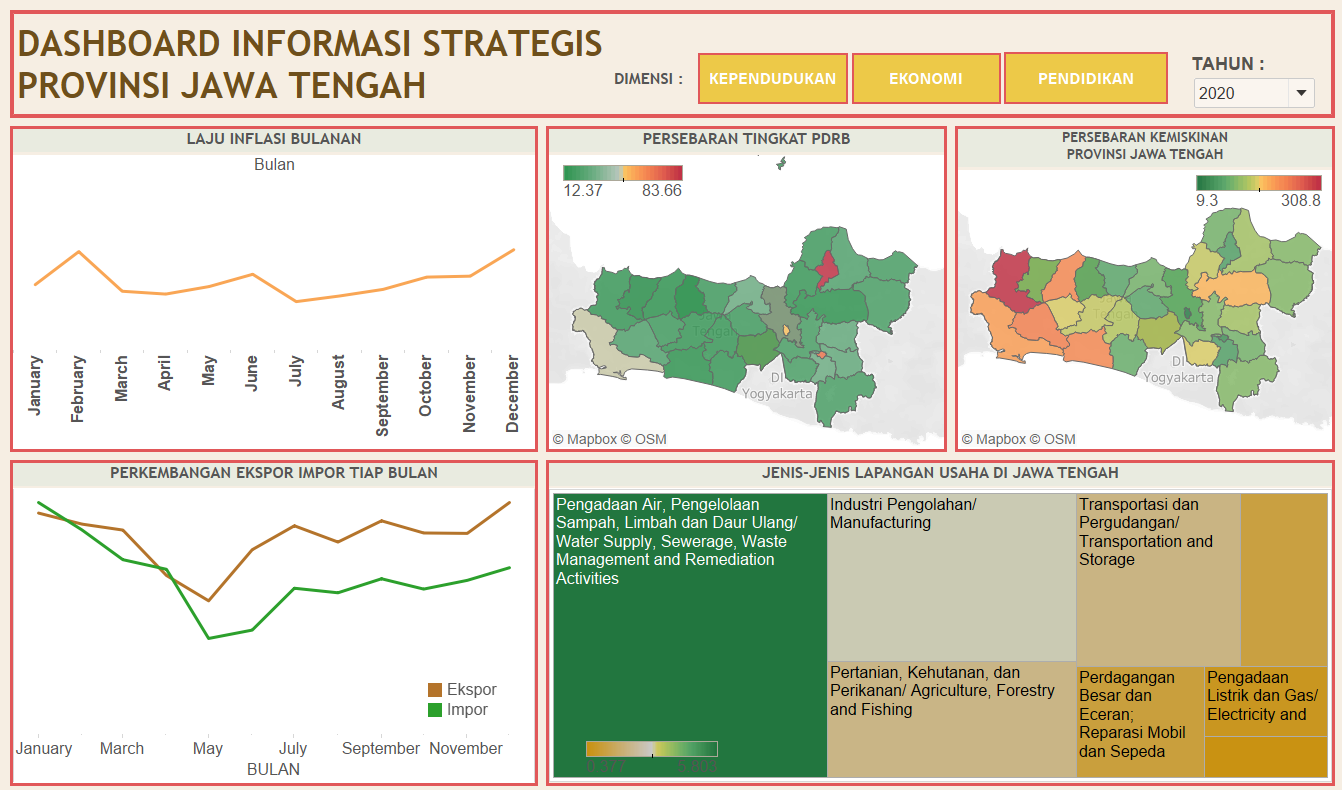 DASHBOARD INFORMASI STRATEGIS
PROVINSI JAWA TENGAH
DIMENSI :
KEPENDUDUKAN
EKONOMI
PENDIDIKAN
TAHUN :
2020
LAJU INFLASI BULANAN
Bulan
January
February
March
April
May
June
July
August
September
October
November
December
PERSEBARAN TINGKAT PDRB
12.37
83.66
Tengah
DI
Yogyakarta
© Mapbox © OSM
PERSEBARAN KEMISKINAN
PROVINSI JAWA TENGAH
9.3
308.8
Tengah
DI
Yogyakarta
© Mapbox © OSM
PERKEMBANGAN EKSPOR IMPOR TIAP BULAN
Ekspor
Impor
January
March
May
July
September
November
BULAN
JENIS-JENIS LAPANGAN USAHA DI JAWA TENGAH
Pengadaan Air, Pengelolaan
Sampah, Limbah dan Daur Ulang/
Water Supply, Sewerage, Waste
Management and Remediation
Activities
Industri Pengolahan/
Manufacturing
Pertanian, Kehutanan, dan
Perikanan/ Agriculture, Forestry
and Fishing
Transportasi dan
Pergudangan/
Transportation and
Storage
Perdagangan
Besar dan
Eceran;
Reparasi Mobil
dan Sepeda
Pengadaan
Listrik dan Gas/
Electricity and